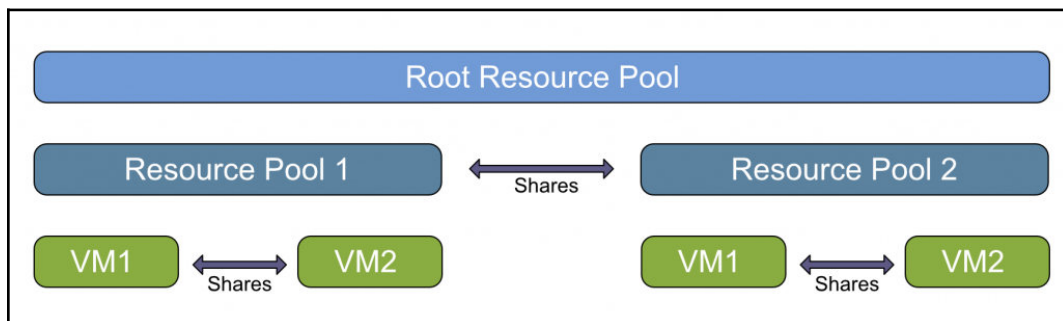 Root Resource Pool
Resource Pool 1
Shares
Resource Pool 2
VM1
Shares
VM2
VM1
Shares
VM2